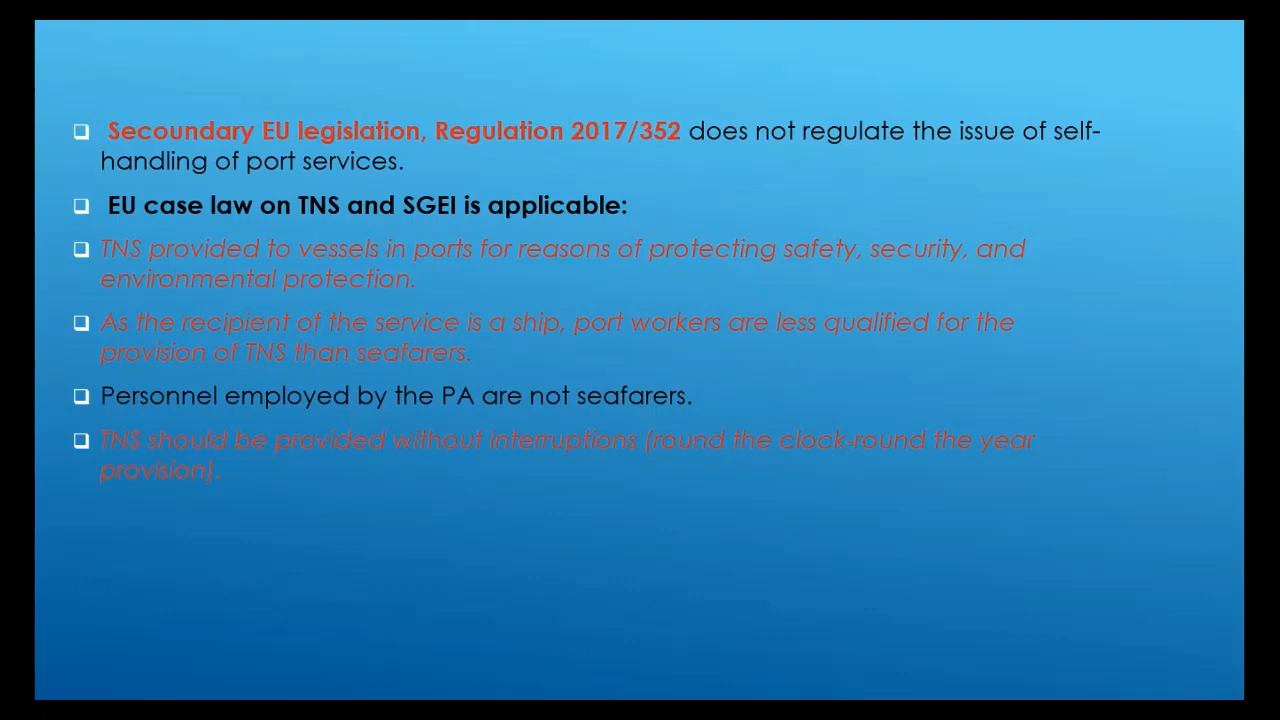 Secoundary EU legislation, Regulation 2017/352 does not regulate the issue of self-
handling of port services.
EU case law on TNS and SGEI is applicable:
TNS provided to vessels in ports for reasons of protecting safety, security, and
environmental protection.
As the recipient of the service is a ship, port workers are less qualified for the
provision of TNS than seafarers.
Personnel employed by the PA are not seafarers.
TNS should be provided without interruptions (round the clock-round the year
provision).